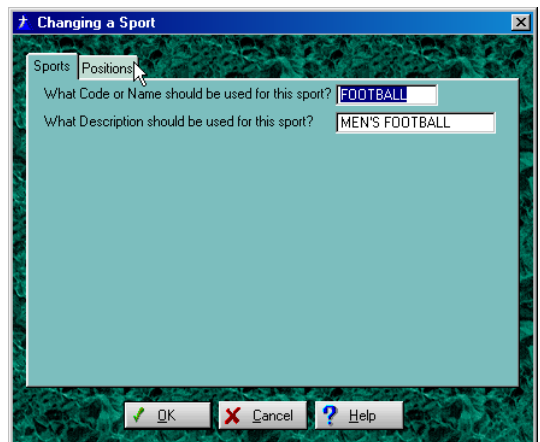 Changing a Sport
Sports Positions
What Code or Name should be used for this sport? FOOTBALL
What Description should be used for this sport? MEN'S FOOTBALL
OK Cancel Help